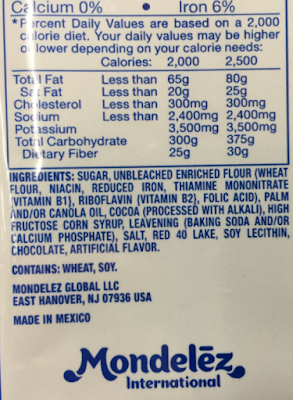 Calcium 0% • Iron 6%
*Percent Daily Values are based on a 2,000
calorie diet. Your daily values may be higher
or lower depending on your calorie needs:
Calories: 2,000 2,500
Total Fat Less than 65g 80g
Sat Fat Less than 20g 25g
Cholesterol Less than 300mg 300mg
Sodium Less than 2,400mg 2,400mg
Potassium 3,500mg 3,500mg
Total Carbohydrate 300g 375g
Dietary Fiber 25g 30g
INGREDIENTS: SUGAR, UNBLEACHED ENRICHED FLOUR (WHEAT
FLOUR, NIACIN, REDUCED IRON, THIAMINE MONONITRATE
(VITAMIN B1), RIBOFLAVIN (VITAMIN B2), FOLIC ACID), PALM
AND/OR CANOLA OIL, COCOA (PROCESSED WITH ALKALI), HIGH
FRUCTOSE CORN SYRUP, LEAVENING (BAKING SODA AND/OR
CALCIUM PHOSPHATE), SALT, RED 40 LAKE, SOY LECITHIN,
CHOCOLATE, ARTIFICIAL FLAVOR.
CONTAINS: WHEAT, SOY.
MONDELEZ GLOBAL LLC
EAST HANOVER, NJ 07936 USA
MADE IN MEXICO
Mondelēz
International